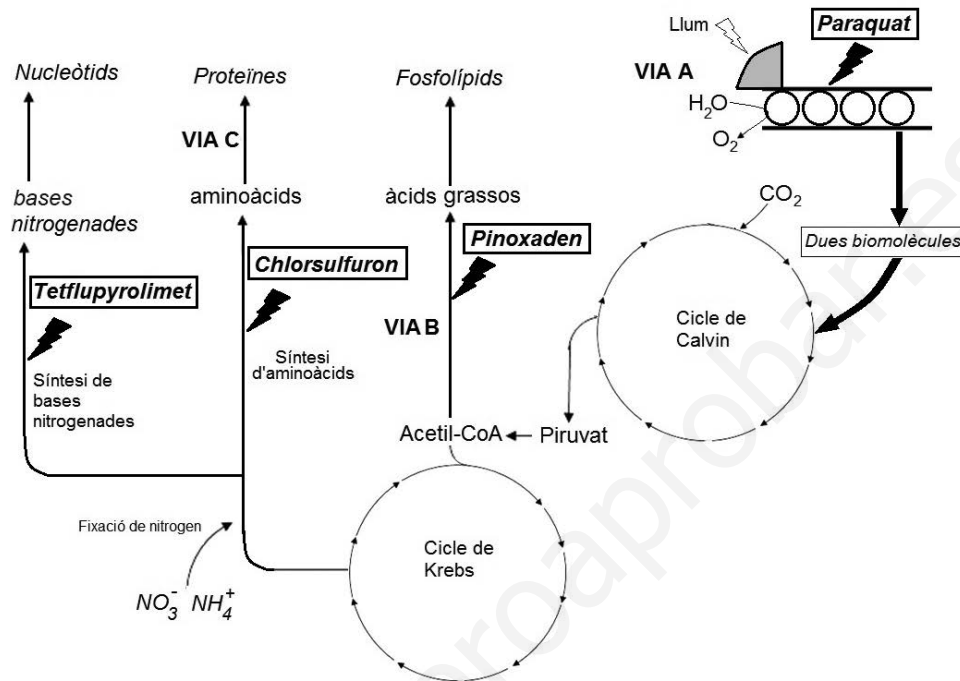 Llum
Paraquat
VIA A
H2O
O2
Nucleòtids
Proteïnes
Fosfolípids
VIA C
bases
nitrogenades
aminoàcids
àcids grassos
CO2
Dues biomolècules
Tetflupyrolimet
Chlorsulfuron
Pinoxaden
VIA B
Cicle de
Calvin
Síntesi de
bases
nitrogenades
Síntesi
d'aminoàcids
Acetil-CoA
Piruvat
Fixació de nitrogen
Cicle de
Krebs
NO3- NH4+
roaprobar.es